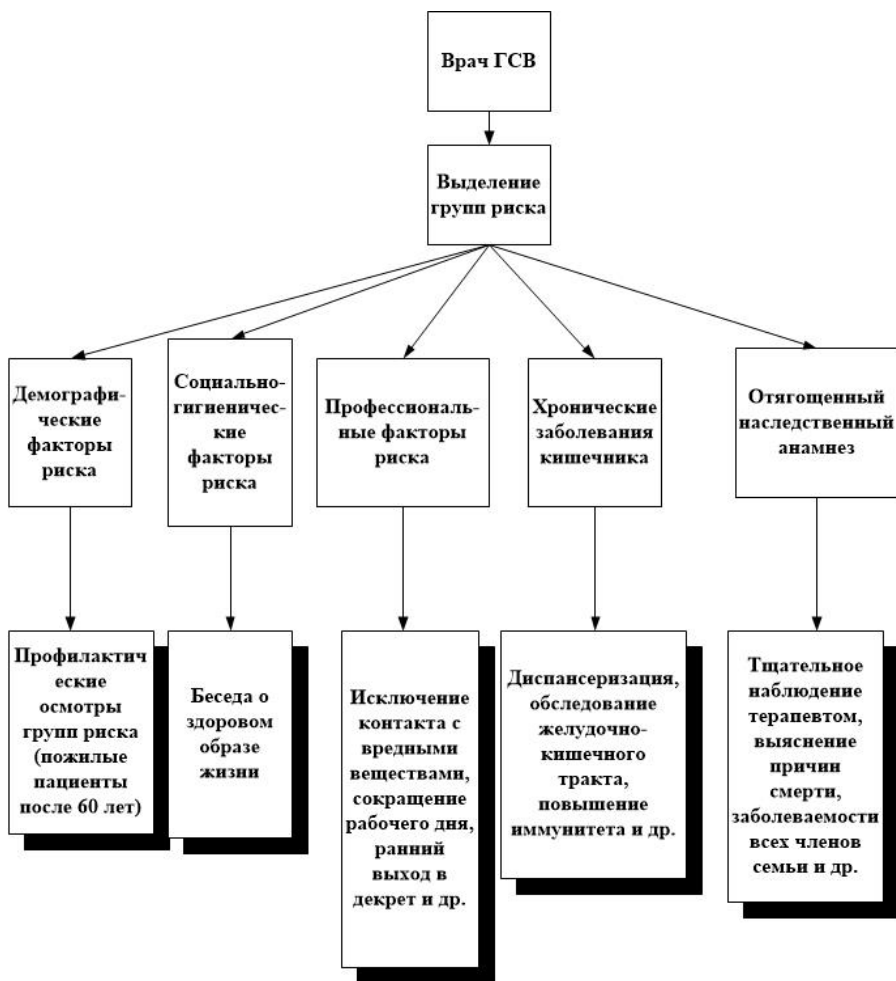 Врач ГСВ
Выделение
групп риска
Демографи-
ческие
факторы
риска
Социально-
гигиеничес-
кие
факторы
риска
Профессиональ-
ные факторы
риска
Хронические
заболевания
кишечника
Отягощенный
наследственный
анамнез
Профилактич
еские
осмотры
групп риска
(пожилые
пациенты
после 60 лет)
Беседа о
здоровом
образе
жизни
Исключение
контакта с
вредными
веществами,
сокращение
рабочего дня,
ранний
выход в
декрет и др.
Диспансеризация,
обследование
желудочно-
кишечного
тракта,
повышение
иммунитета и др.
Тщательное
наблюдение
терапевтом,
выяснение
причин
смерти,
заболеваемости
всех членов
семьи и др.